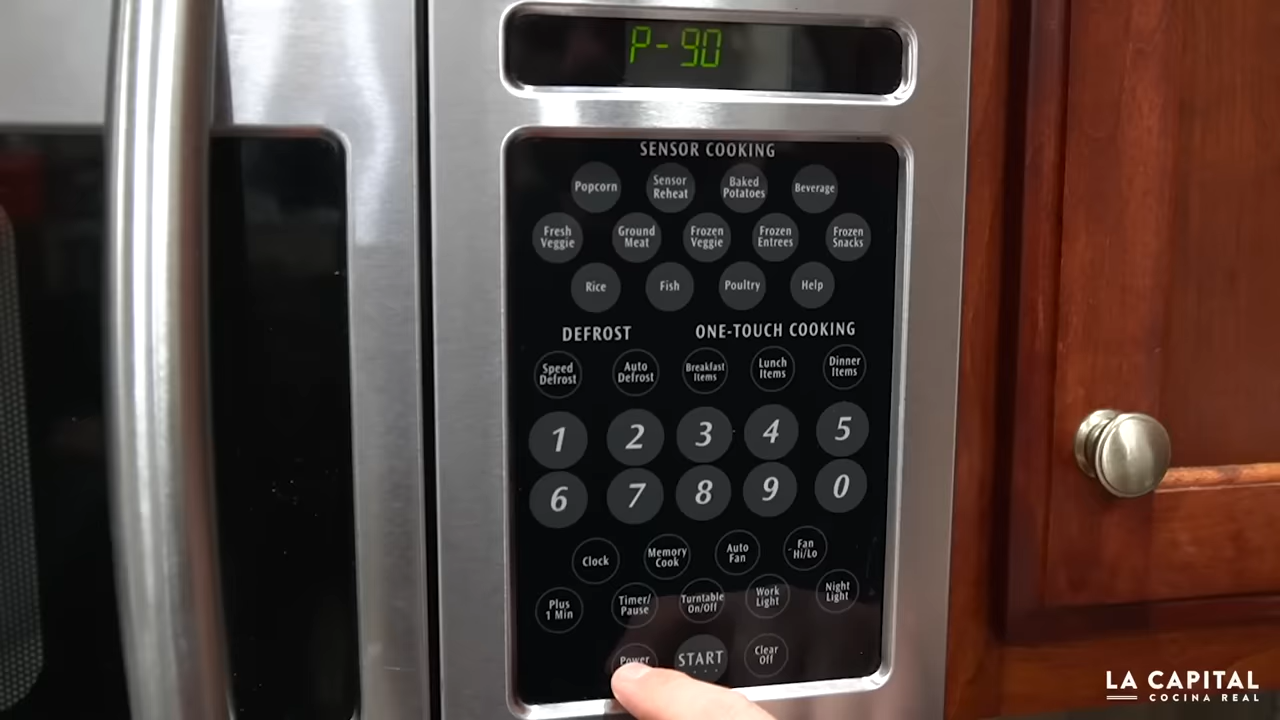 P-90
SENSOR COOKING
Popcorn
Sensor
Reheat
Baked
Potatoes
Beverage
Fresh
Veggie
Ground
Meat
Frozen
Veggie
Frozen
Entrees
Frozen
Snacks
Rice
Fish
Poultry
Help
DEFROST
ONE-TOUCH COOKING
Speed
Defrost
Auto
Defrost
Breakfast
Items
Lunch
Items
Dinner
Items
1 2 3 4 5
6 7 8 9 0
Clock
Memory
Cook
Auto
Fan
Fan
Hi/Lo
Plus
1 Min
Timer/
Pause
Turntable
On/Off
Work
Light
Night
Light
Power
START
Clear
Off
LA CAPITAL
COCINA REAL